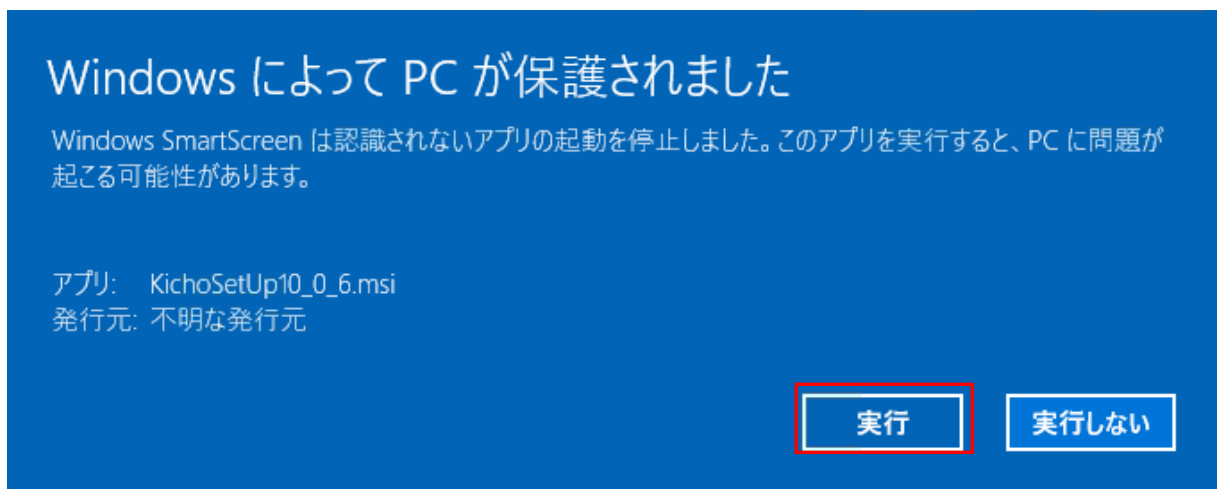 Windows によって PC が保護されました
Windows SmartScreen は認識されないアプリの起動を停止しました。このアプリを実行すると、PC に問題が
起こる可能性があります。
アプリ: KichoSetUp10_0_6.msi
発行元: 不明な発行元
実行 実行しない